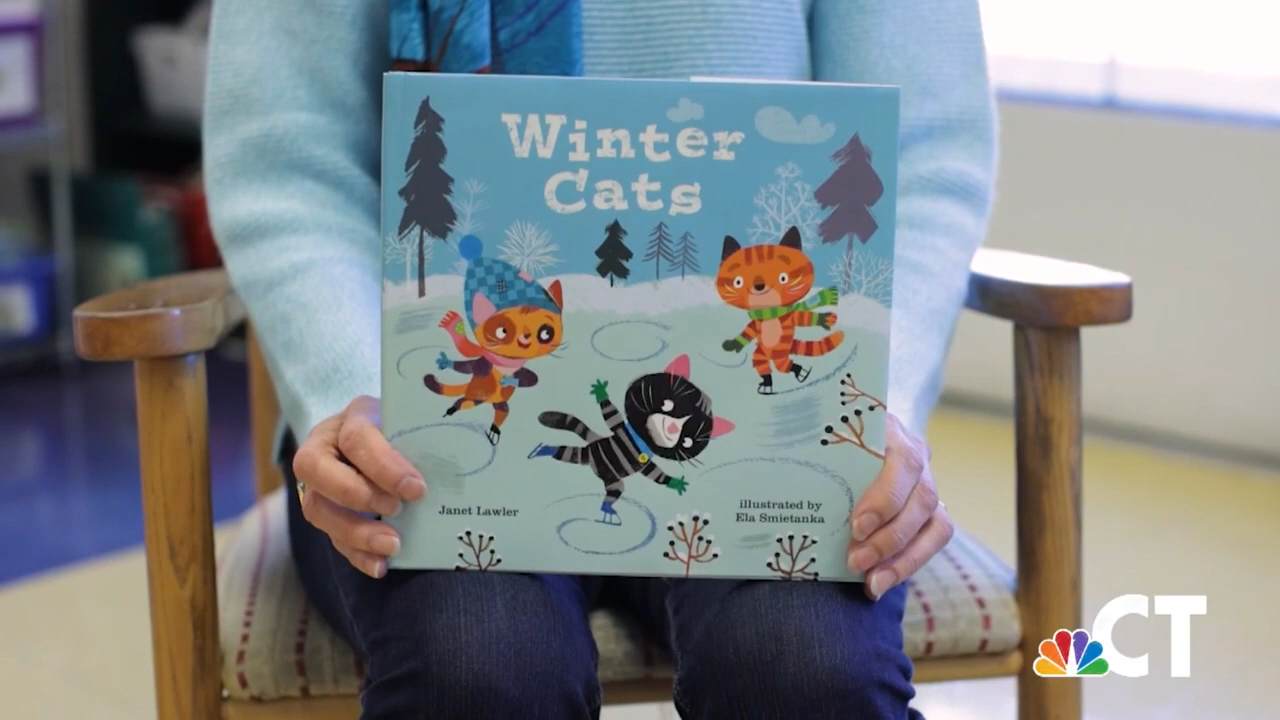 Winter
Cats
Janet Lawler
illustrated by
Ela Smietanka
CT